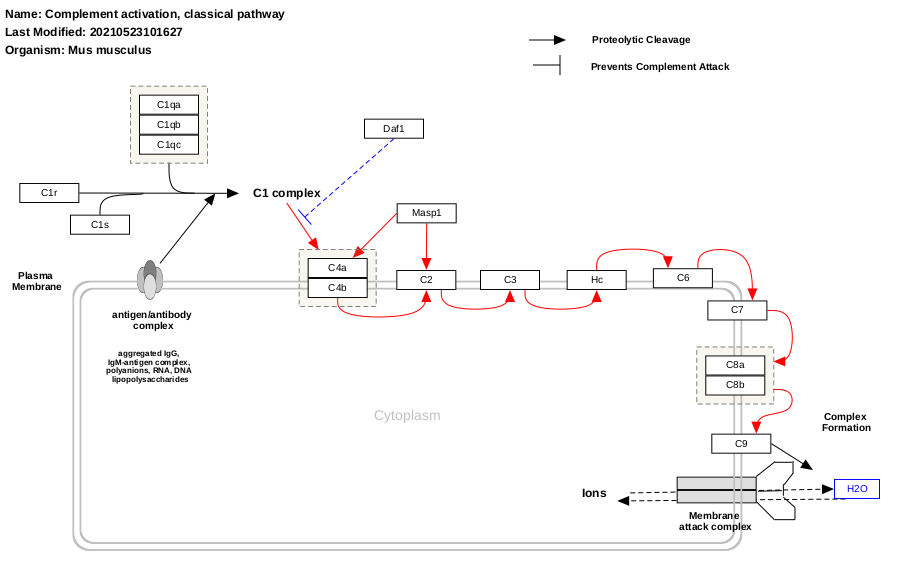 Name: Complement activation, classical pathway
Last Modified: 20210523101627
Organism: Mus musculus
Proteolytic Cleavage
Prevents Complement Attack
C1qa
C1qb
C1qc
Daf1
C1r
C1 complex
C1s
Masp1
Plasma
Membrane
C4a
C4b
C2
C3
Hc
C6
C7
antigen/antibody
complex
aggregated IgG,
IgM-antigen complex,
polyanions, RNA, DNA
lipopolysaccharides
C8a
C8b
Cytoplasm
Complex
Formation
C9
Ions
H2O
Membrane
attack complex